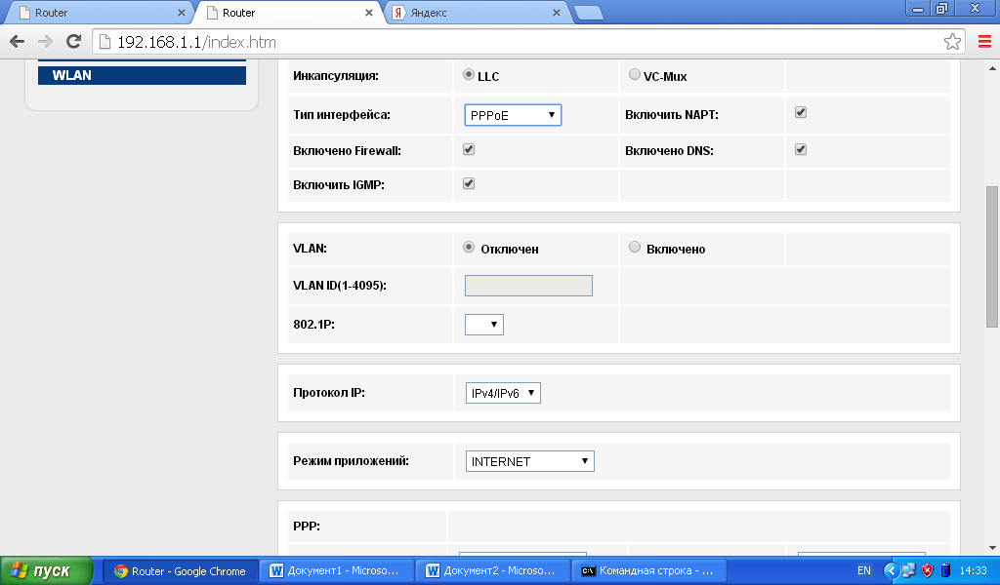 Router
Router
Яндекс
192.168.1.1/index.htm
WLAN
Инкапсуляция: LLC VC-Mux
Тип интерфейса: PPPoE Включить NAPT:
Включено Firewall: Включено DNS:
Включить IGMP:
VLAN: Отключен Включено
VLAN ID(1-4095):
802.1P:
Протокол IP: IPv4/IPv6
Режим приложений: INTERNET
PPP:
пуск Router - Google Chrome Документ1 - Microso... Документ2 - Microso... Командная строка - ... EN 14:33